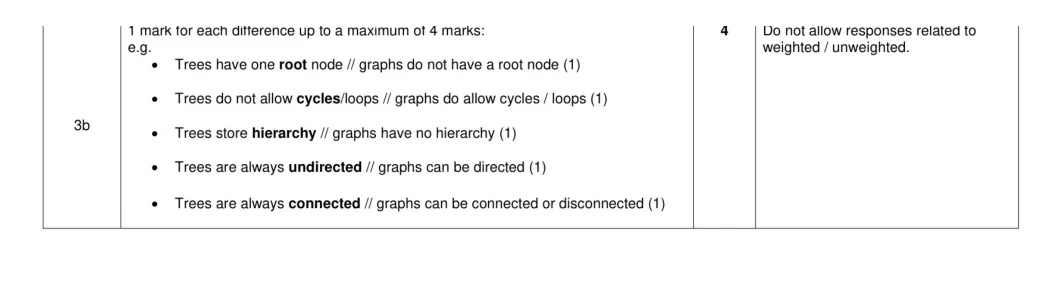 1 mark for each difference up to a maximum of 4 marks:
e.g.
• Trees have one root node // graphs do not have a root node (1)
• Trees do not allow cycles/loops // graphs do allow cycles / loops (1)
3b
• Trees store hierarchy // graphs have no hierarchy (1)
• Trees are always undirected // graphs can be directed (1)
• Trees are always connected // graphs can be connected or disconnected (1)
4
Do not allow responses related to
weighted / unweighted.